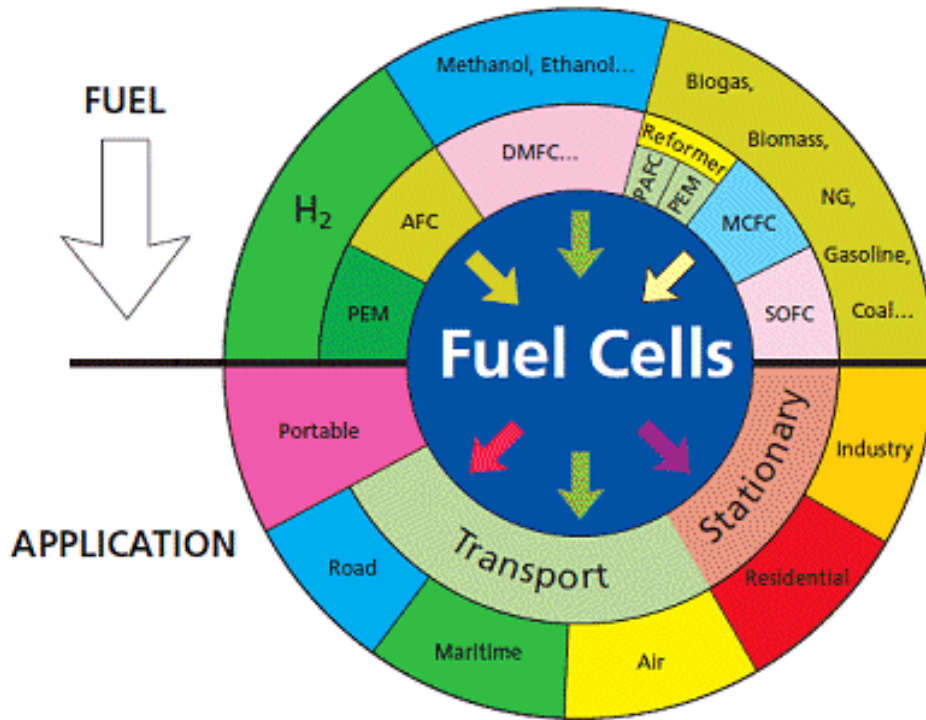 FUEL
Methanol, Ethanol...
Biogas,
Biomass,
NG,
Gasoline,
Coal...
H2
Reformer
DMFC...
PAFC
PEM
AFC
MCFC
PEM
SOFC
Fuel Cells
Portable
Stationary
Industry
APPLICATION
Transport
Road
Residential
Maritime
Air